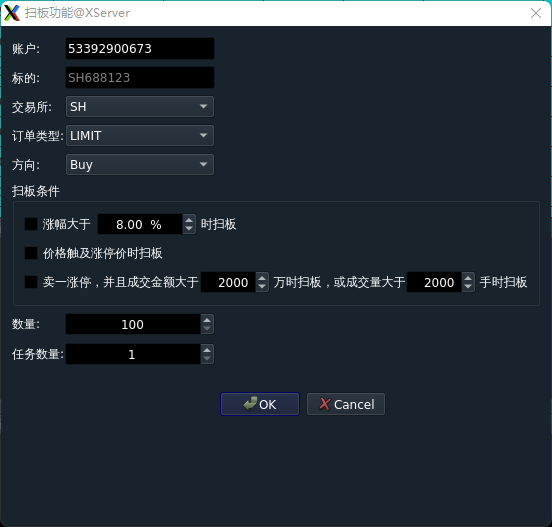 扫板功能@XServer
账户: 53392900673
标的: SH688123
交易所: SH
订单类型: LIMIT
方向: Buy
扫板条件
涨幅大于 8.00 % 时扫板
价格触及涨停价时扫板
卖一涨停，并且成交金额大于 2000 万时扫板，或成交量大于 2000 手时扫板
数量: 100
任务数量: 1
OK Cancel